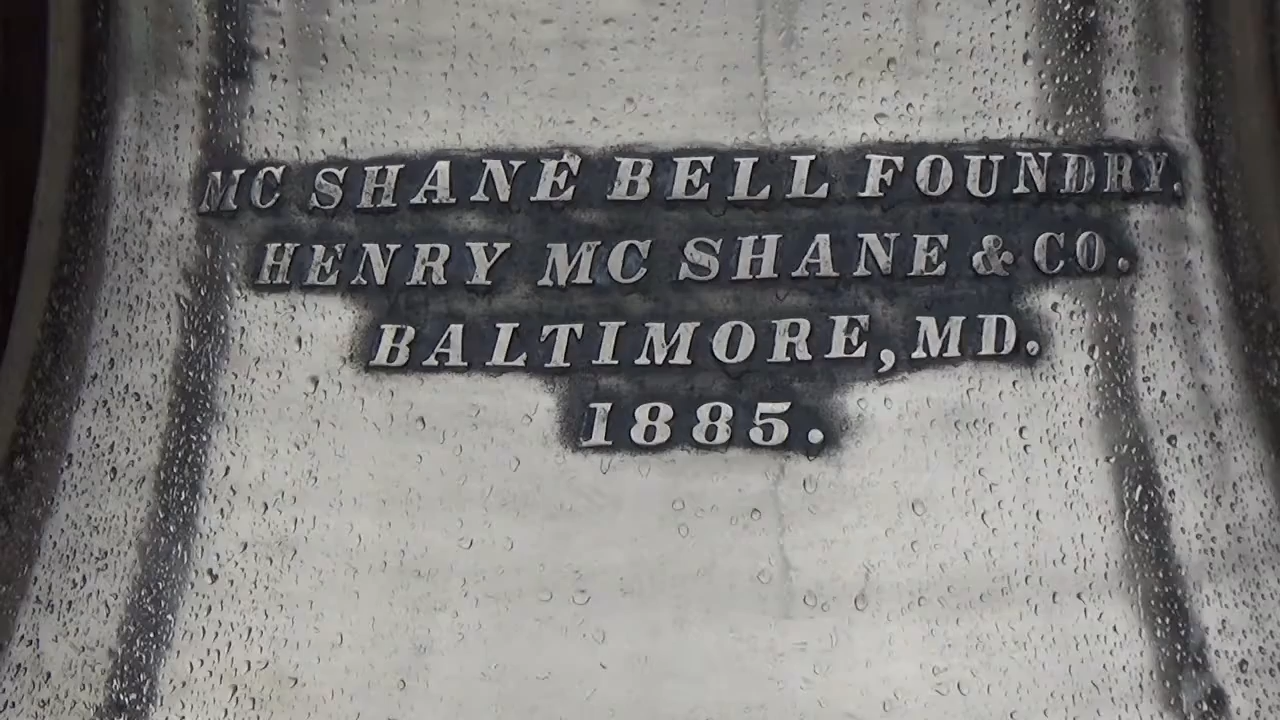 MC SHANE BELL FOUNDRY.
HENRY MC SHANE & CO.
BALTIMORE, MD.
1885.